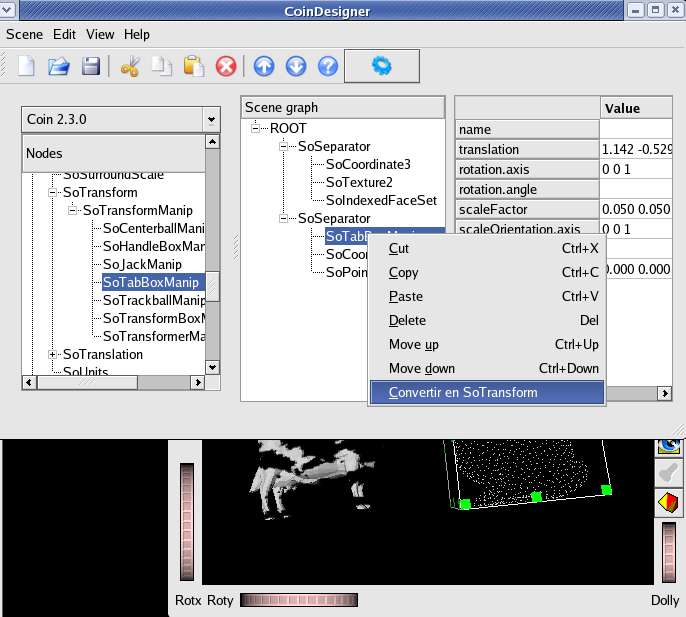 CoinDesigner
Scene Edit View Help
Coin 2.3.0
Nodes
SoSurroundScale
SoTransform
SoTransformManip
SoCenterballMani
SoHandleBoxMan
SoJackManip
SoTabBoxManip
SoTrackballManip
SoTransformBoxM
SoTransformerMa
SoTranslation
SoUnits
Scene graph
ROOT
SoSeparator
SoCoordinate3
SoTexture2
SoIndexedFaceSet
SoSeparator
SoTabBoxManip
SoCoor
SoPoin
Value
name
translation 1.142 -0.529
rotation.axis 0 0 1
rotation.angle
scaleFactor 0.050 0.050
scaleOrientation.axis 0 0 1
0.000 0.000
Cut Ctrl+X
Copy Ctrl+C
Paste Ctrl+V
Delete Del
Move up Ctrl+Up
Move down Ctrl+Down
Convertir en SoTransform
Rotx Roty Dolly